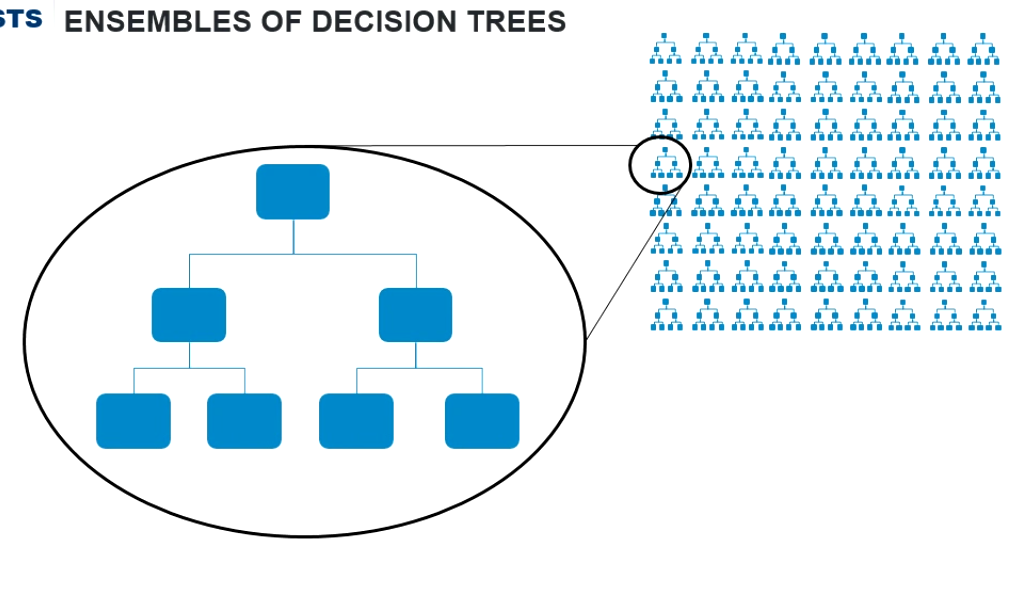 STS ENSEMBLES OF DECISION TREES